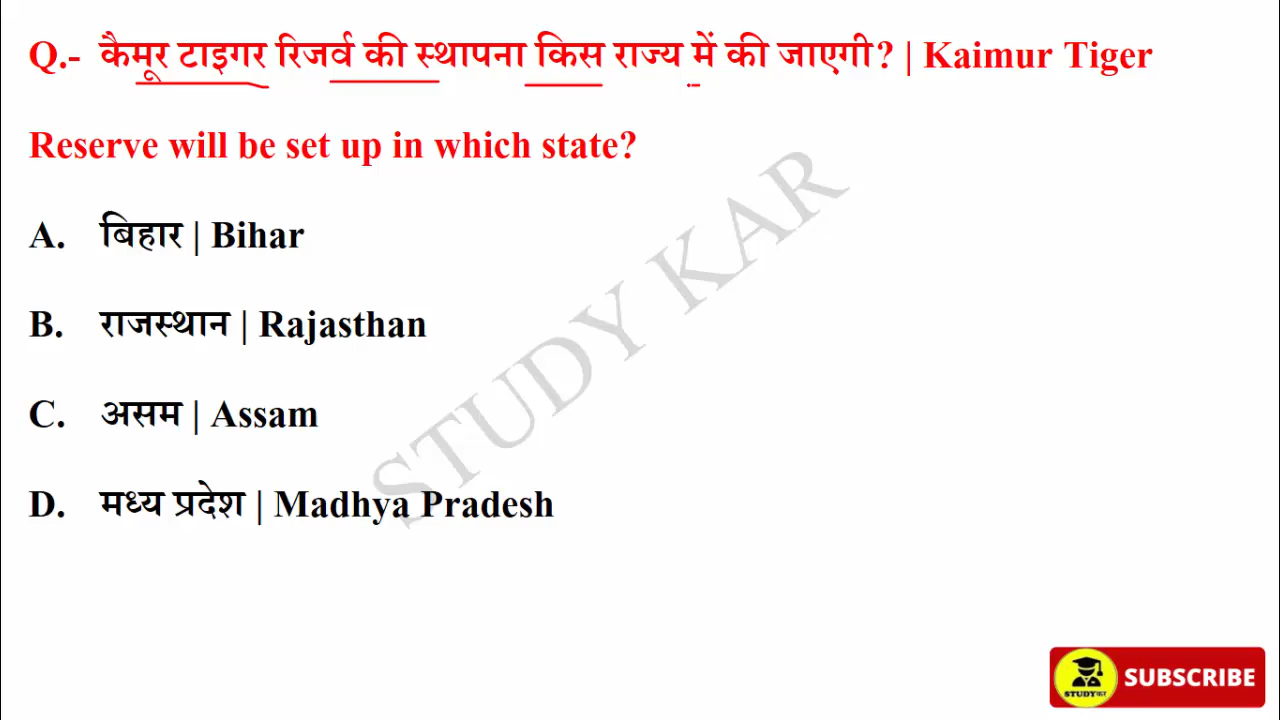 Q.- कैमूर टाइगर रिजर्व की स्थापना किस राज्य में की जाएगी? | Kaimur Tiger
Reserve will be set up in which state?
A. बिहार | Bihar
B. राजस्थान | Rajasthan
C. असम | Assam
D. मध्य प्रदेश | Madhya Pradesh
STUDY KAR
STUDYकर
SUBSCRIBE